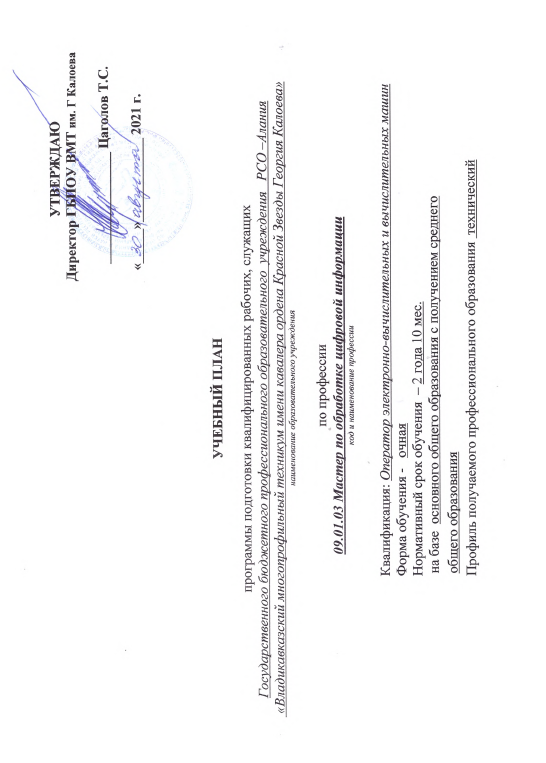 УТВЕРЖДАЮ
Директор ГБПОУ ВМТ им. Г Калоева
Цаголов Т.С.
« 30 » августа 2021 г.
УЧЕБНЫЙ ПЛАН
программы подготовки квалифицированных рабочих, служащих
Государственного бюджетного профессионального образовательного учреждения РСО –Алания
«Владикавказский многопрофильный техникум имени кавалера ордена Красной Звезды Георгия Калоева»
наименование образовательного учреждения
по профессии
09.01.03 Мастер по обработке цифровой информации
код и наименование профессии
Квалификация: Оператор электронно-вычислительных и вычислительных машин
Форма обучения - очная
Нормативный срок обучения – 2 года 10 мес.
на базе основного общего образования с получением среднего
общего образования
Профиль получаемого профессионального образования технический